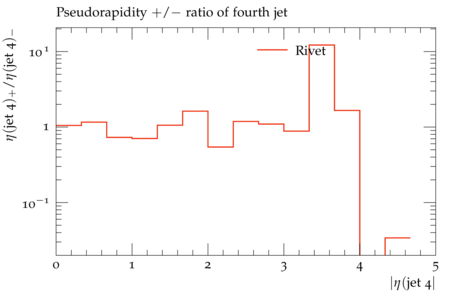 Pseudorapidity +/− ratio of fourth jet
η(jet 4)₊/η(jet 4)₋
Rivet
10¹
1
10⁻¹
0 1 2 3 4 5
|η(jet 4|